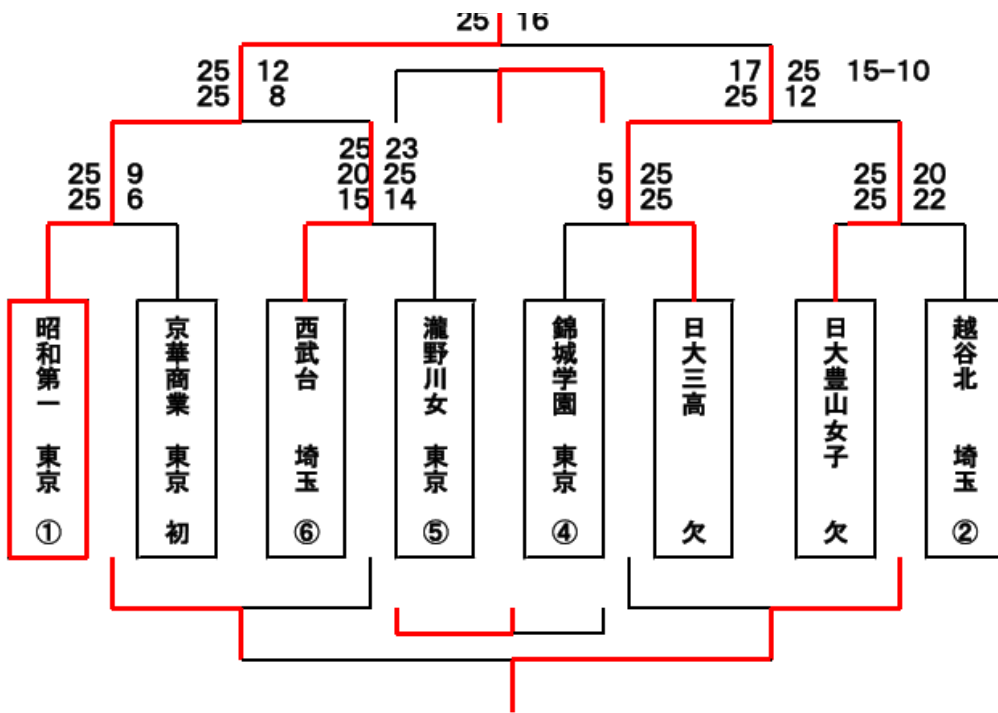 25 16
25 12
25 8
17 25 15-10
25 12
25 9
25 6
25 23
20 25
15 14
5 25
9 25
25 20
25 22
昭和第一 東京 ①
京華商業 東京 初
西武台 埼玉 ⑥
瀧野川女 東京 ⑤
錦城学園 東京 ④
日大三高 欠
日大豊山女子 欠
越谷北 埼玉 ②